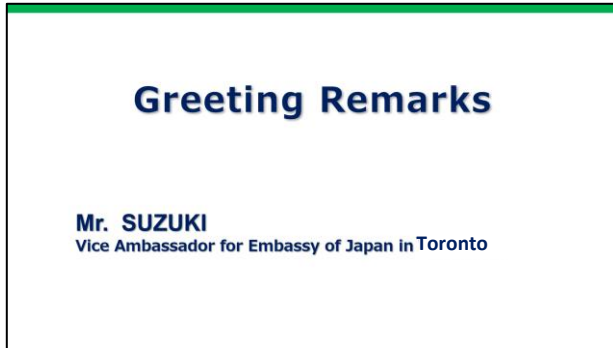 Greeting Remarks
Mr. SUZUKI
Vice Ambassador for Embassy of Japan in Toronto